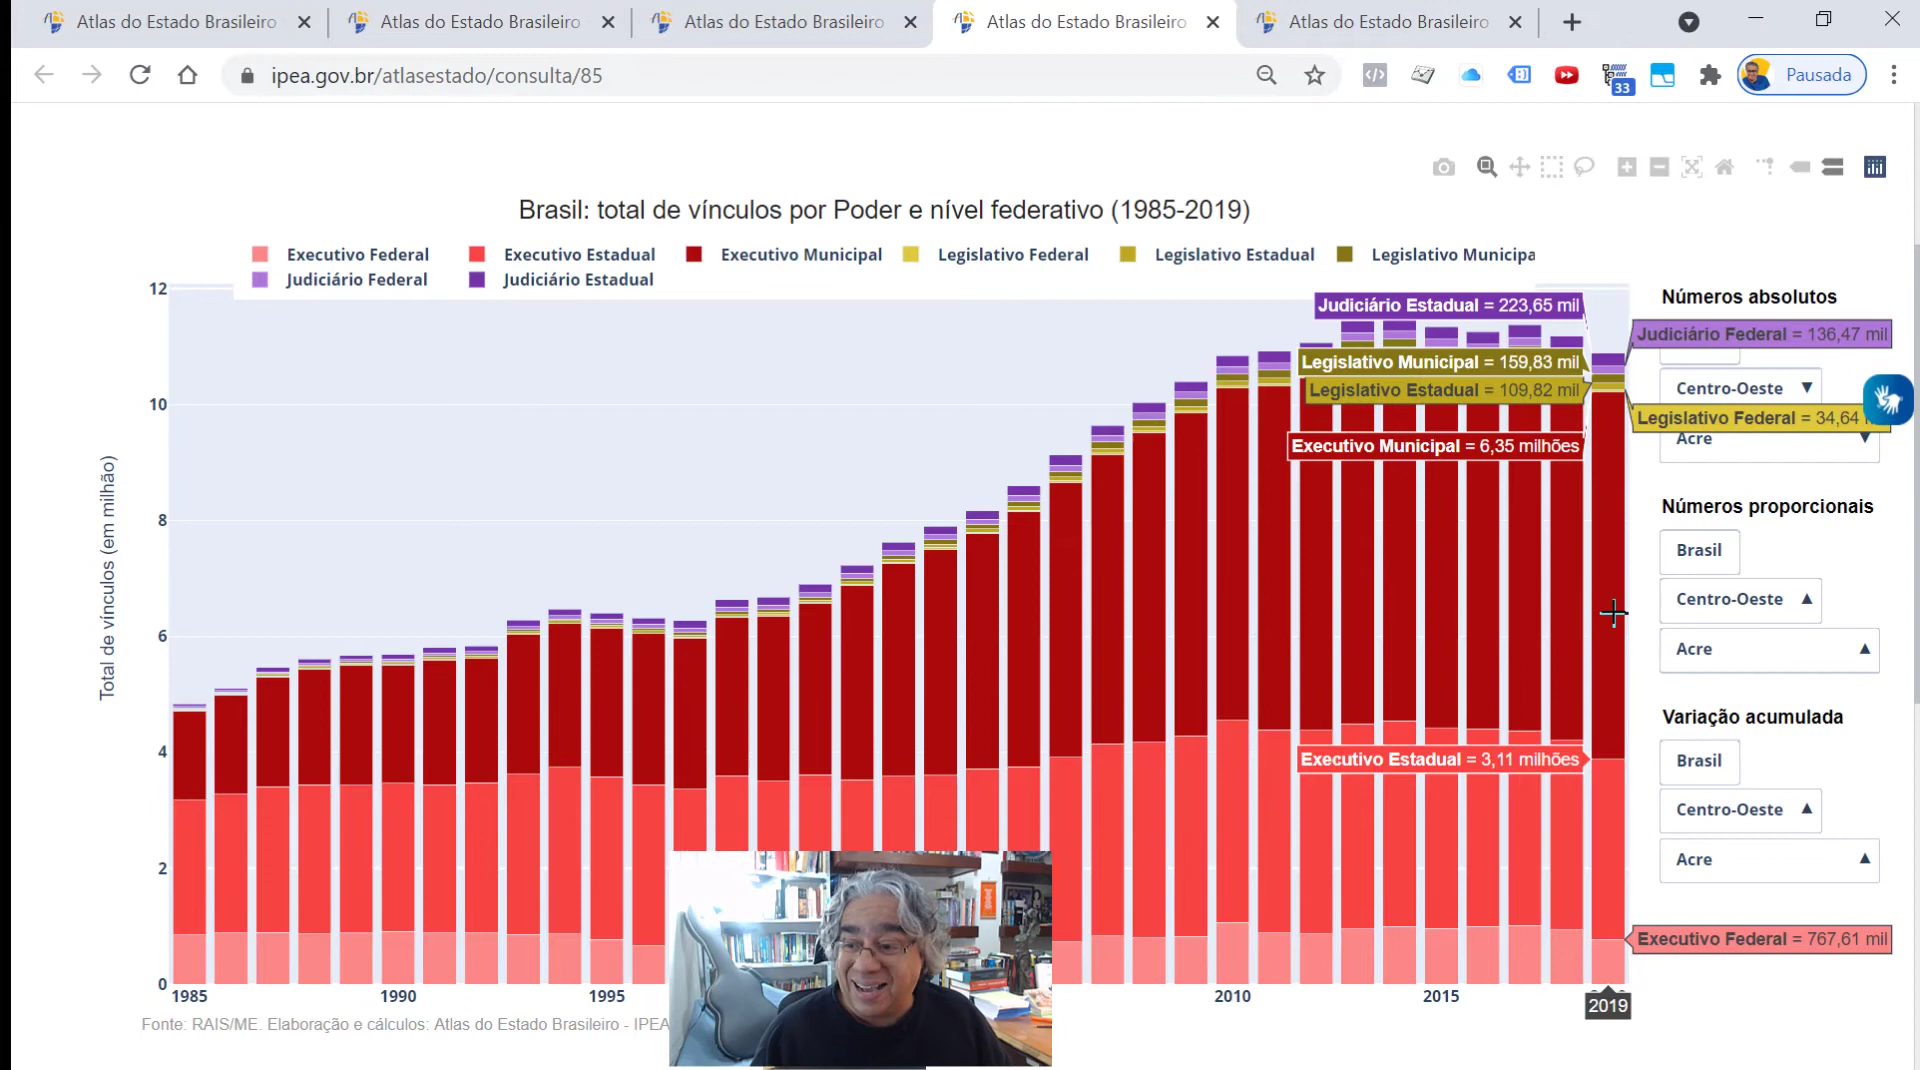 Atlas do Estado Brasileiro
Atlas do Estado Brasileiro
Atlas do Estado Brasileiro
Atlas do Estado Brasileiro
Atlas do Estado Brasileiro
ipea.gov.br/atlasestado/consulta/85
33
Pausada
Brasil: total de vínculos por Poder e nível federativo (1985-2019)
Executivo Federal
Executivo Estadual
Executivo Municipal
Legislativo Federal
Legislativo Estadual
Legislativo Municipa
Judiciário Federal
Judiciário Estadual
Total de vínculos (em milhão)
12
10
8
6
4
2
0
1985
1990
1995
2010
2015
2019
Judiciário Estadual = 223,65 mil
Judiciário Federal = 136,47 mil
Legislativo Municipal = 159,83 mil
Legislativo Estadual = 109,82 mil
Legislativo Federal = 34,64
Executivo Municipal = 6,35 milhões
Executivo Estadual = 3,11 milhões
Executivo Federal = 767,61 mil
Números absolutos
Centro-Oeste ▼
Acre ▼
Números proporcionais
Brasil
Centro-Oeste ▲
Acre ▲
Variação acumulada
Brasil
Centro-Oeste ▲
Acre ▲
Fonte: RAIS/ME. Elaboração e cálculos: Atlas do Estado Brasileiro - IPEA